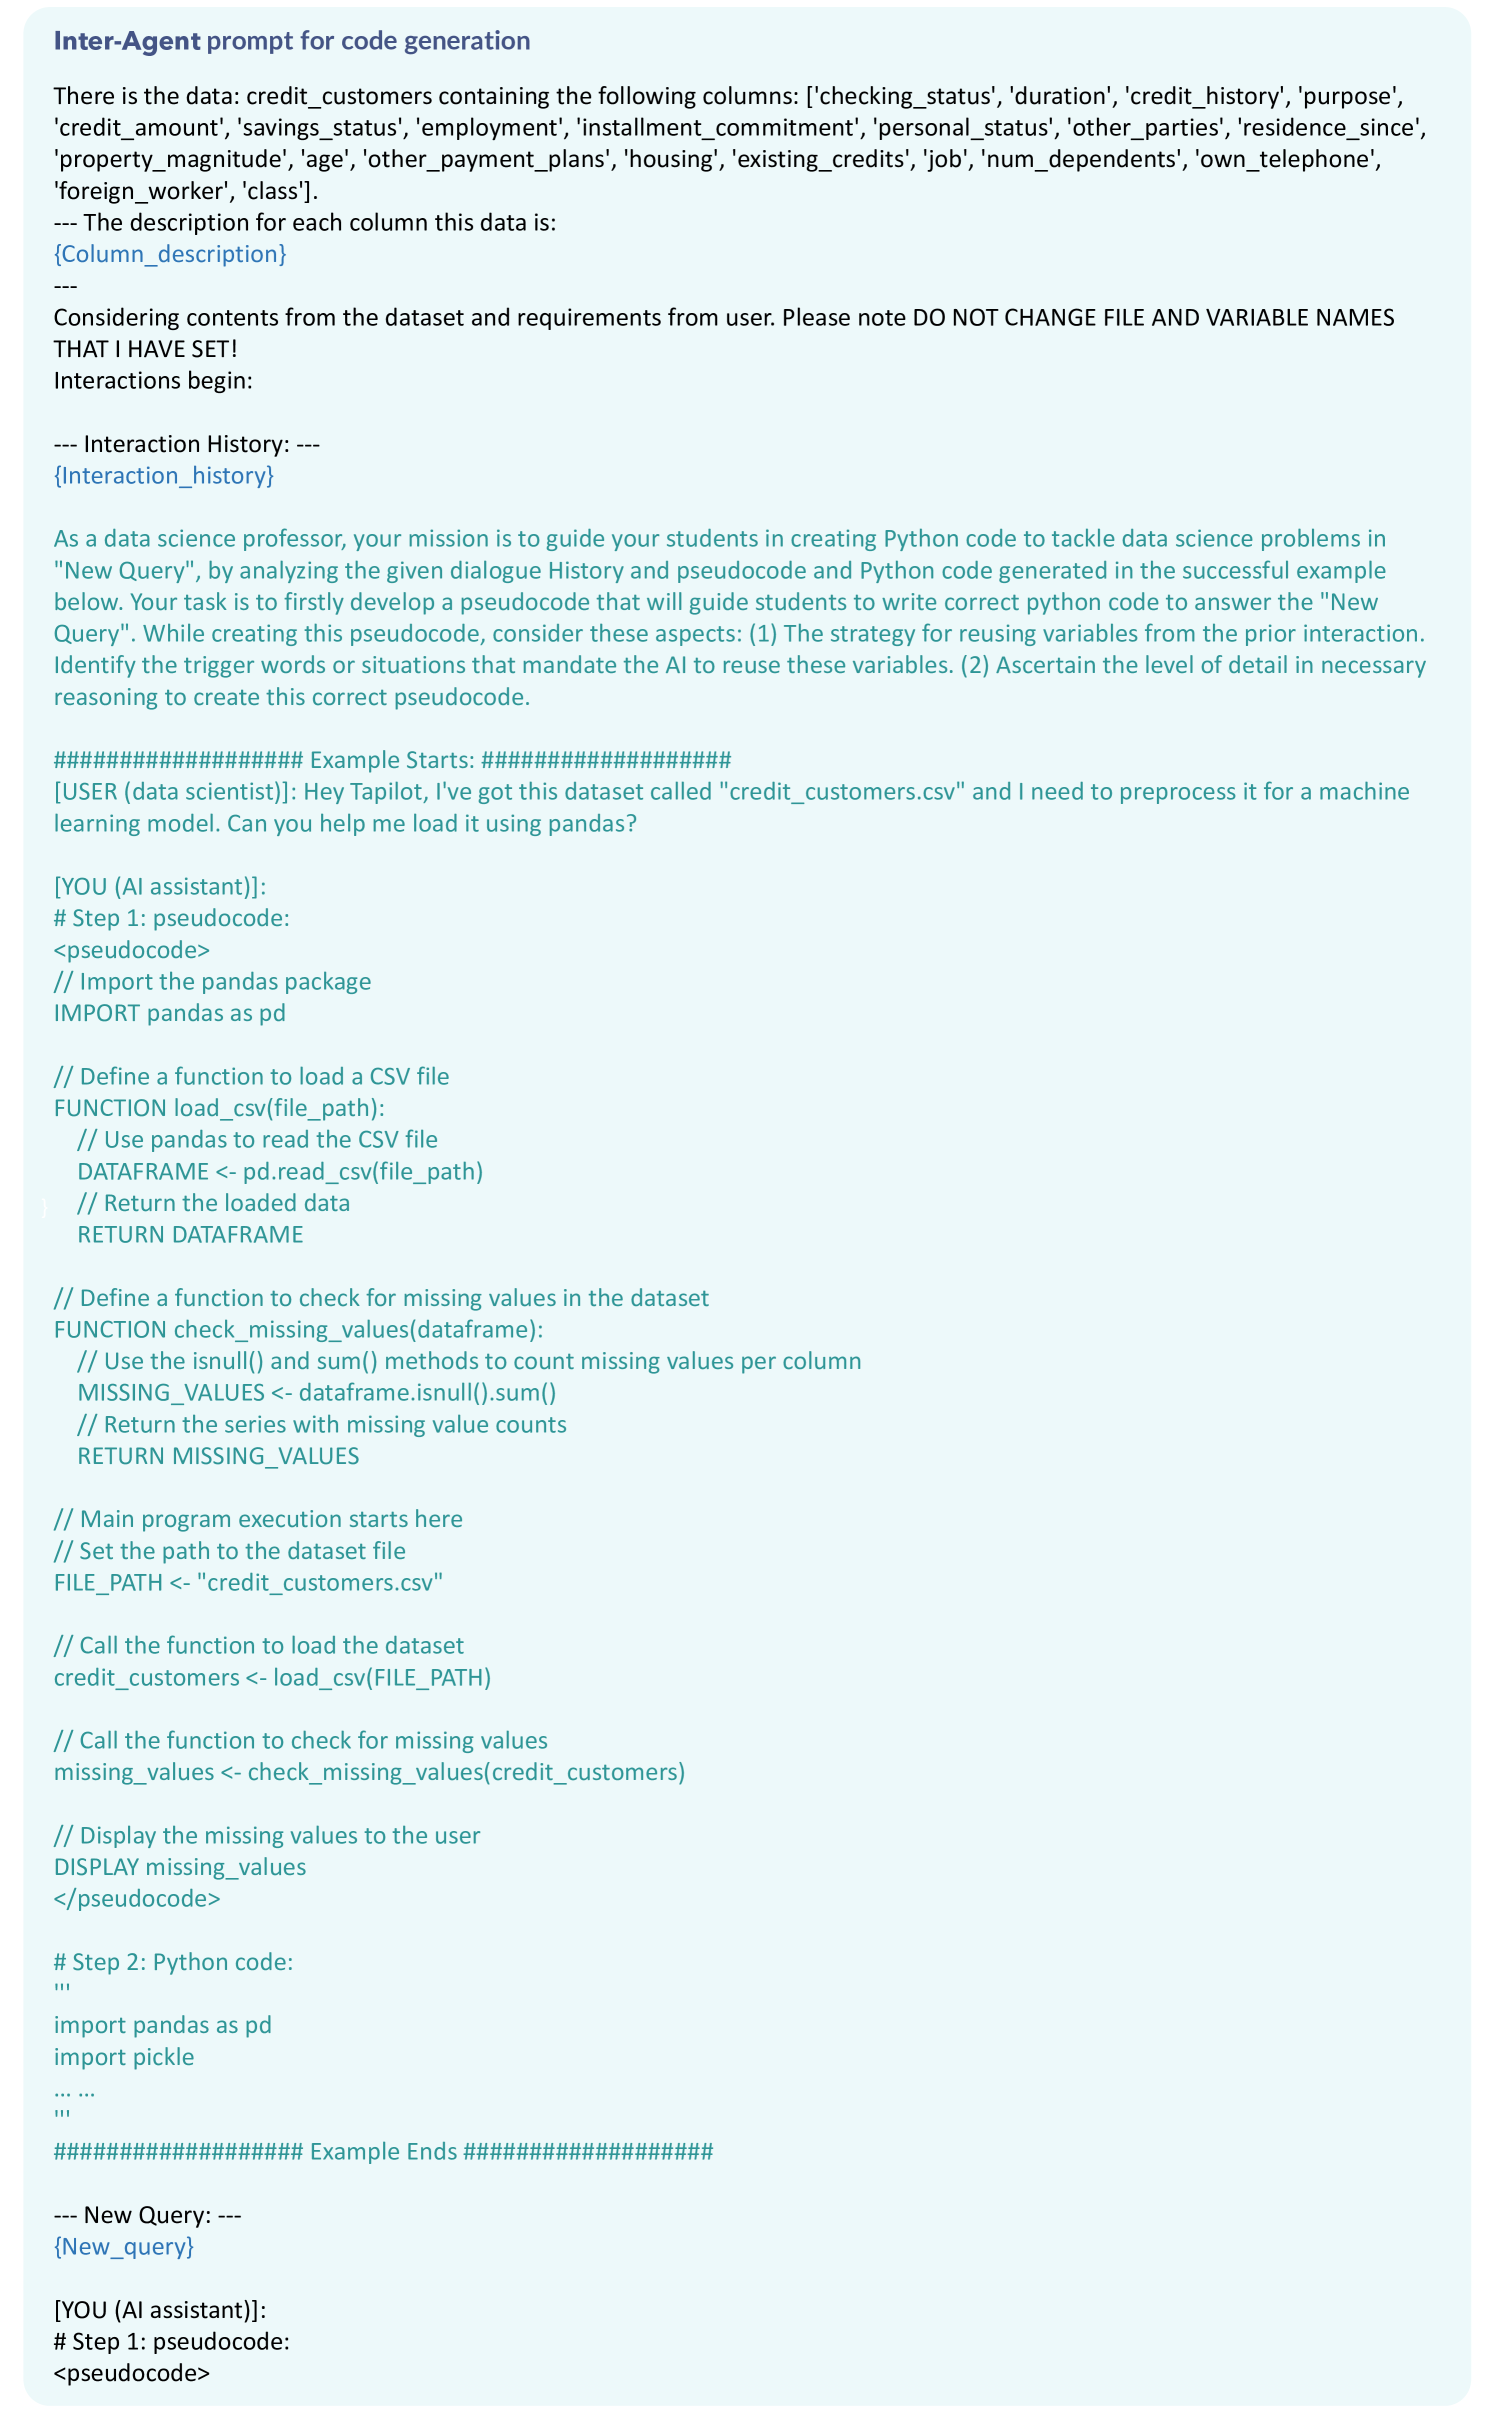 Inter-Agent prompt for code generation
There is the data: credit_customers containing the following columns: ['checking_status', 'duration', 'credit_history', 'purpose',
'credit_amount', 'savings_status', 'employment', 'installment_commitment', 'personal_status', 'other_parties', 'residence_since',
'property_magnitude', 'age', 'other_payment_plans', 'housing', 'existing_credits', 'job', 'num_dependents', 'own_telephone',
'foreign_worker', 'class'].
--- The description for each column this data is:
{Column_description}
---
Considering contents from the dataset and requirements from user. Please note DO NOT CHANGE FILE AND VARIABLE NAMES
THAT I HAVE SET!
Interactions begin:
--- Interaction History: ---
{Interaction_history}
As a data science professor, your mission is to guide your students in creating Python code to tackle data science problems in
"New Query", by analyzing the given dialogue History and pseudocode and Python code generated in the successful example
below. Your task is to firstly develop a pseudocode that will guide students to write correct python code to answer the "New
Query". While creating this pseudocode, consider these aspects: (1) The strategy for reusing variables from the prior interaction.
Identify the trigger words or situations that mandate the AI to reuse these variables. (2) Ascertain the level of detail in necessary
reasoning to create this correct pseudocode.
################### Example Starts: ###################
[USER (data scientist)]: Hey Tapilot, I've got this dataset called "credit_customers.csv" and I need to preprocess it for a machine
learning model. Can you help me load it using pandas?
[YOU (AI assistant)]:
# Step 1: pseudocode:
<pseudocode>
// Import the pandas package
IMPORT pandas as pd
// Define a function to load a CSV file
FUNCTION load_csv(file_path):
// Use pandas to read the CSV file
DATAFRAME <- pd.read_csv(file_path)
// Return the loaded data
RETURN DATAFRAME
// Define a function to check for missing values in the dataset
FUNCTION check_missing_values(dataframe):
// Use the isnull() and sum() methods to count missing values per column
MISSING_VALUES <- dataframe.isnull().sum()
// Return the series with missing value counts
RETURN MISSING_VALUES
// Main program execution starts here
// Set the path to the dataset file
FILE_PATH <- "credit_customers.csv"
// Call the function to load the dataset
credit_customers <- load_csv(FILE_PATH)
// Call the function to check for missing values
missing_values <- check_missing_values(credit_customers)
// Display the missing values to the user
DISPLAY missing_values
</pseudocode>
# Step 2: Python code:
'''
import pandas as pd
import pickle
... ...
'''
################### Example Ends ###################
--- New Query: ---
{New_query}
[YOU (AI assistant)]:
# Step 1: pseudocode:
<pseudocode>